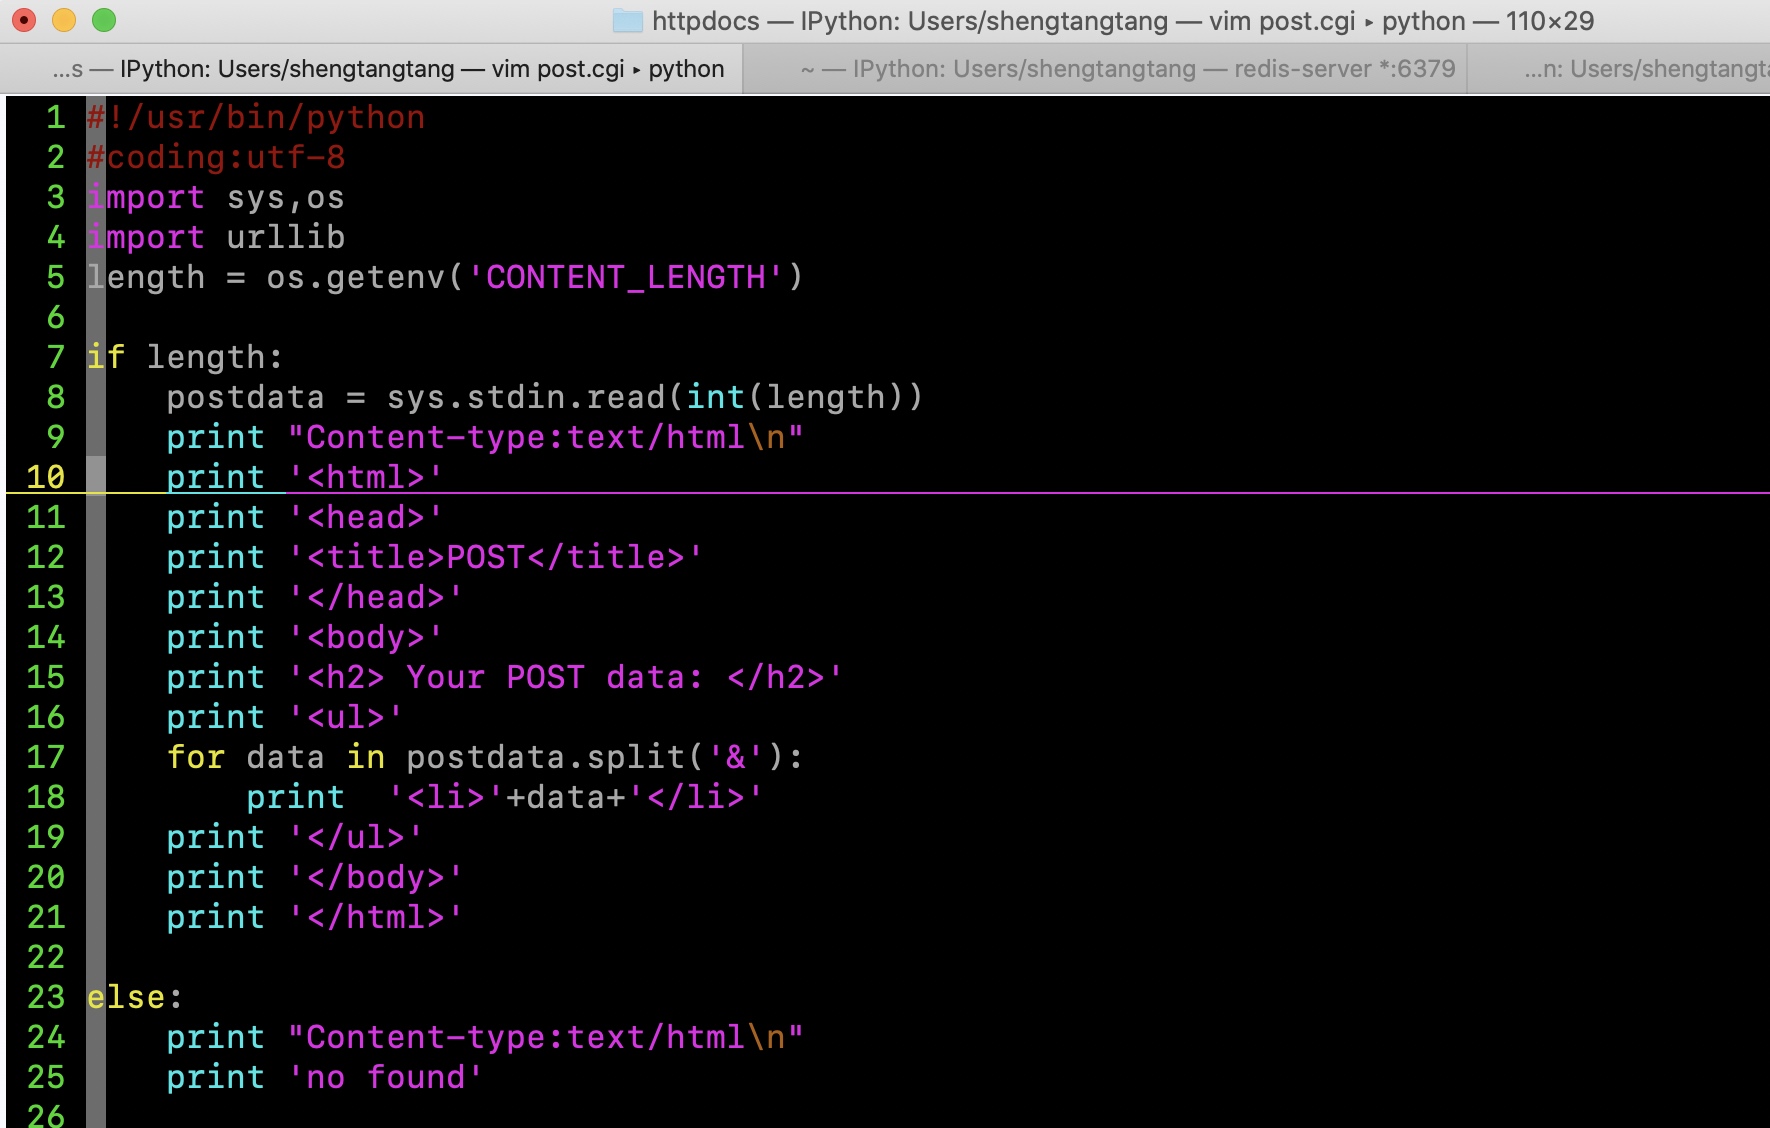 httpdocs — IPython: Users/shengtangtang — vim post.cgi ▸ python — 110×29
...s — IPython: Users/shengtangtang — vim post.cgi ▸ python ~ — IPython: Users/shengtangtang — redis-server *:6379 ...n: Users/shengtangta
1 #!/usr/bin/python
2 #coding:utf-8
3 import sys,os
4 import urllib
5 length = os.getenv('CONTENT_LENGTH')
6
7 if length:
8     postdata = sys.stdin.read(int(length))
9     print "Content-type:text/html\n"
10     print '<html>'
11     print '<head>'
12     print '<title>POST</title>'
13     print '</head>'
14     print '<body>'
15     print '<h2> Your POST data: </h2>'
16     print '<ul>'
17     for data in postdata.split('&'):
18         print  '<li>'+data+'</li>'
19     print '</ul>'
20     print '</body>'
21     print '</html>'
22
23 else:
24     print "Content-type:text/html\n"
25     print 'no found'
26